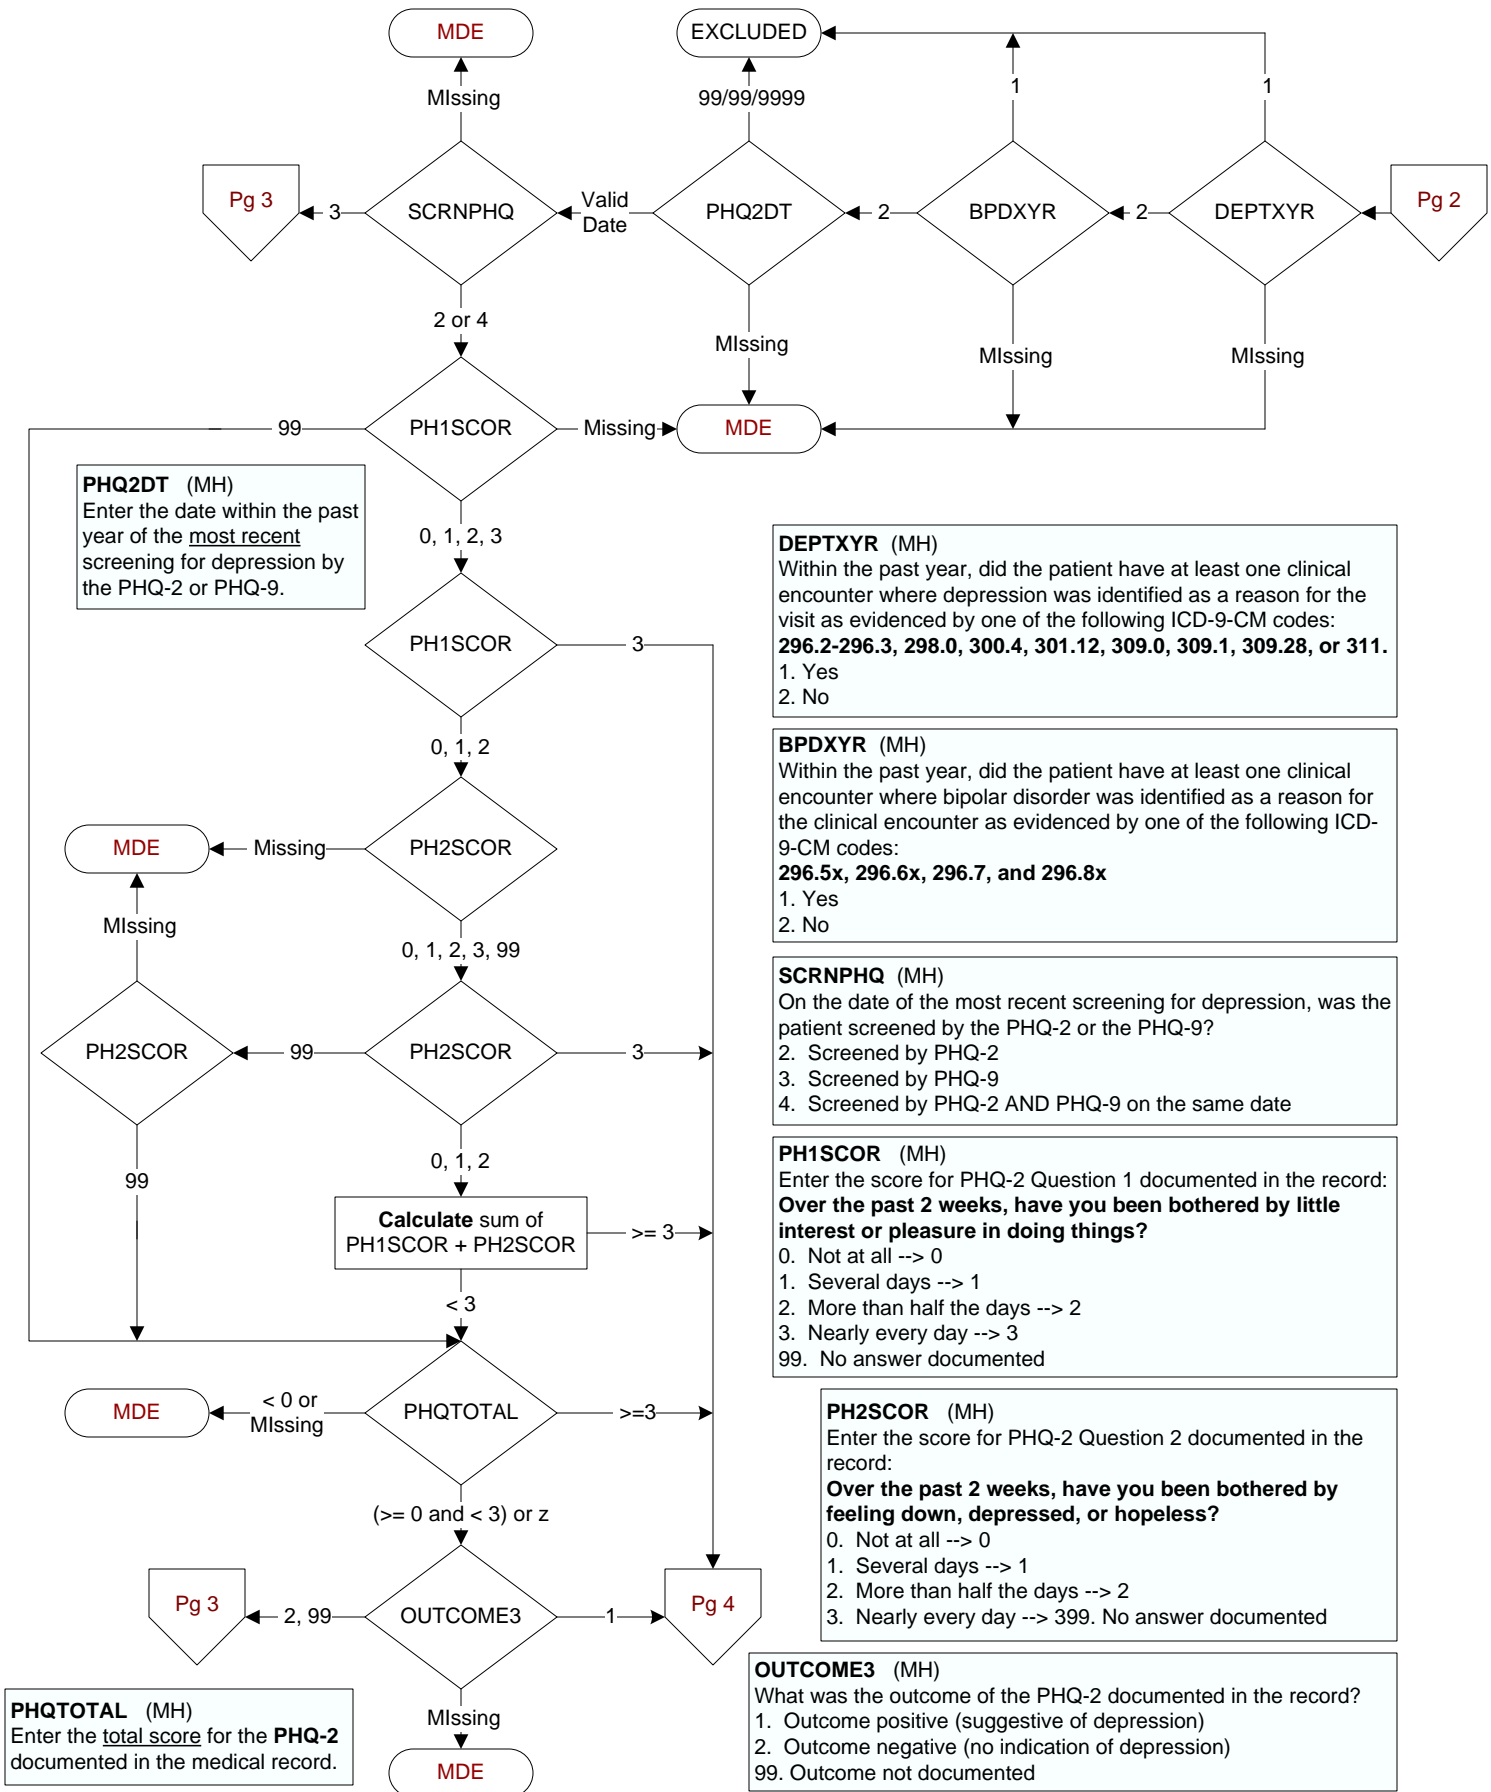 MDE
EXCLUDED
MIssing
99/99/9999
1
1
Pg 3
3
SCRNPHQ
Valid
Date
PHQ2DT
2
BPDXYR
2
DEPTXYR
Pg 2
2 or 4
MIssing
MIssing
MIssing
99
PH1SCOR
Missing
MDE
PHQ2DT (MH)
Enter the date within the past
year of the most recent
screening for depression by
the PHQ-2 or PHQ-9.
0, 1, 2, 3
PH1SCOR
3
0, 1, 2
MDE
Missing
PH2SCOR
MIssing
0, 1, 2, 3, 99
PH2SCOR
99
PH2SCOR
3
99
0, 1, 2
Calculate sum of
PH1SCOR + PH2SCOR
>= 3
< 3
MDE
< 0 or
MIssing
PHQTOTAL
>=3
(>= 0 and < 3) or z
Pg 3
2, 99
OUTCOME3
1
Pg 4
MIssing
MDE
PHQTOTAL (MH)
Enter the total score for the PHQ-2
documented in the medical record.
DEPTXYR (MH)
Within the past year, did the patient have at least one clinical
encounter where depression was identified as a reason for the
visit as evidenced by one of the following ICD-9-CM codes:
296.2-296.3, 298.0, 300.4, 301.12, 309.0, 309.1, 309.28, or 311.
1. Yes
2. No
BPDXYR (MH)
Within the past year, did the patient have at least one clinical
encounter where bipolar disorder was identified as a reason for
the clinical encounter as evidenced by one of the following ICD-
9-CM codes:
296.5x, 296.6x, 296.7, and 296.8x
1. Yes
2. No
SCRNPHQ (MH)
On the date of the most recent screening for depression, was the
patient screened by the PHQ-2 or the PHQ-9?
2. Screened by PHQ-2
3. Screened by PHQ-9
4. Screened by PHQ-2 AND PHQ-9 on the same date
PH1SCOR (MH)
Enter the score for PHQ-2 Question 1 documented in the record:
Over the past 2 weeks, have you been bothered by little
interest or pleasure in doing things?
0. Not at all --> 0
1. Several days --> 1
2. More than half the days --> 2
3. Nearly every day --> 3
99. No answer documented
PH2SCOR (MH)
Enter the score for PHQ-2 Question 2 documented in the
record:
Over the past 2 weeks, have you been bothered by
feeling down, depressed, or hopeless?
0. Not at all --> 0
1. Several days --> 1
2. More than half the days --> 2
3. Nearly every day --> 399. No answer documented
OUTCOME3 (MH)
What was the outcome of the PHQ-2 documented in the record?
1. Outcome positive (suggestive of depression)
2. Outcome negative (no indication of depression)
99. Outcome not documented